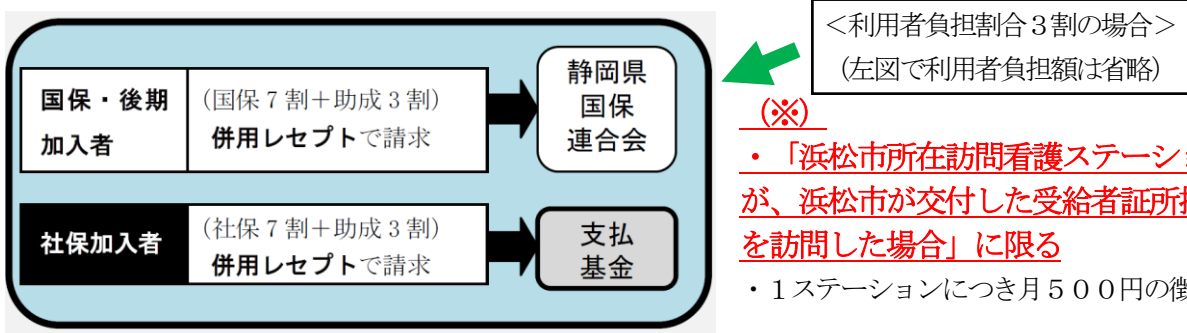 国保・後期
加入者
（国保７割＋助成３割）
併用レセプトで請求
静岡県
国保
連合会
社保加入者
（社保７割＋助成３割）
併用レセプトで請求
支払
基金
＜利用者負担割合３割の場合＞
（左図で利用者負担額は省略）
（※）
・「浜松市所在訪問看護ステーショ
が、浜松市が交付した受給者証所
を訪問した場合」に限る
・１ステーションにつき月５００円の